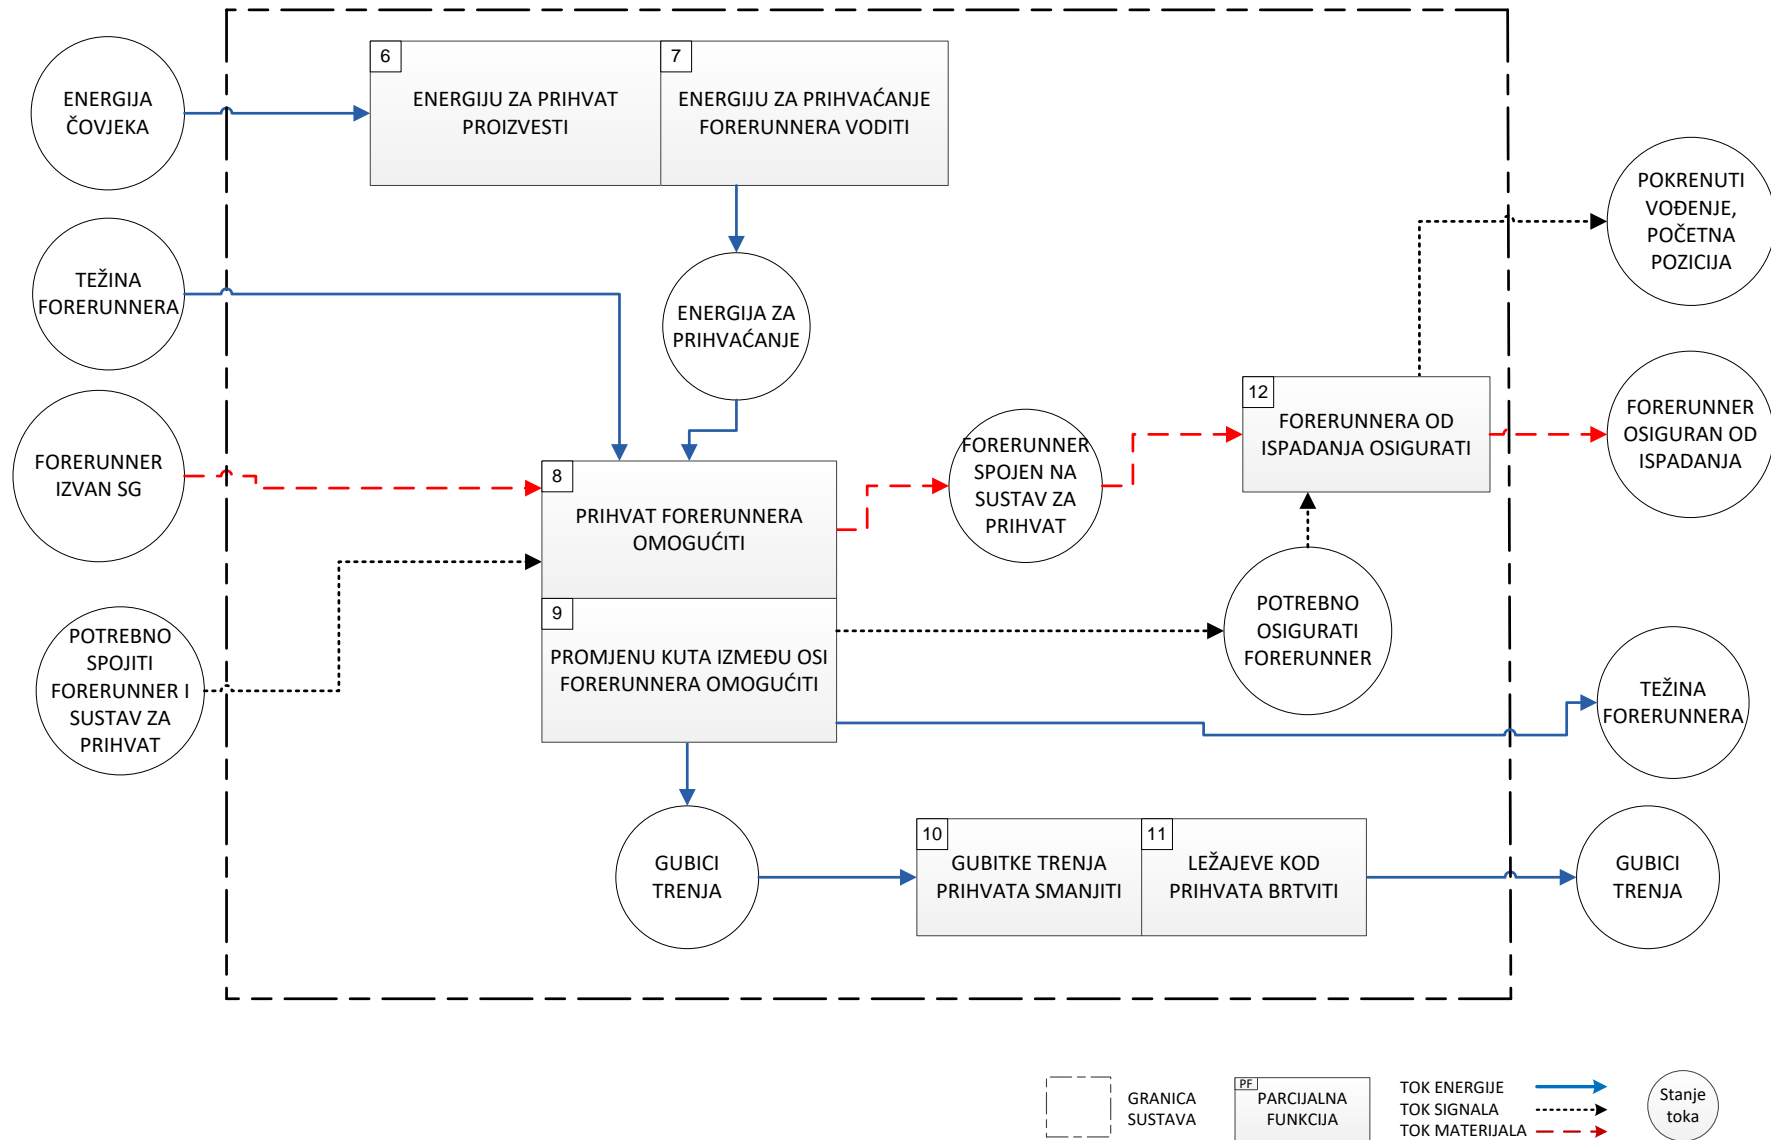 ENERGIJA
ČOVJEKA
6
ENERGIJU ZA PRIHVAT
PROIZVESTI
7
ENERGIJU ZA PRIHVAĆANJE
FORERUNNERA VODITI
POKRENUTI
VOĐENJE,
POČETNA
POZICIJA
TEŽINA
FORERUNNERA
ENERGIJA ZA
PRIHVAĆANJE
12
FORERUNNERA OD
ISPADANJA OSIGURATI
FORERUNNER
OSIGURAN OD
ISPADANJA
FORERUNNER
IZVAN SG
8
PRIHVAT FORERUNNERA
OMOGUĆITI
FORERUNNER
SPOJEN NA
SUSTAV ZA
PRIHVAT
9
PROMJENU KUTA IZMEĐU OSI
FORERUNNERA OMOGUĆITI
POTREBNO
OSIGURATI
FORERUNNER
POTREBNO
SPOJITI
FORERUNNER I
SUSTAV ZA
PRIHVAT
TEŽINA
FORERUNNERA
GUBICI
TRENJA
10
GUBITKE TRENJA
PRIHVATA SMANJITI
11
LEŽAJEVE KOD
PRIHVATA BRTVITI
GUBICI
TRENJA
GRANICA
SUSTAVA
PF
PARCIJALNA
FUNKCIJA
TOK ENERGIJE
TOK SIGNALA
TOK MATERIJALA
Stanje
toka